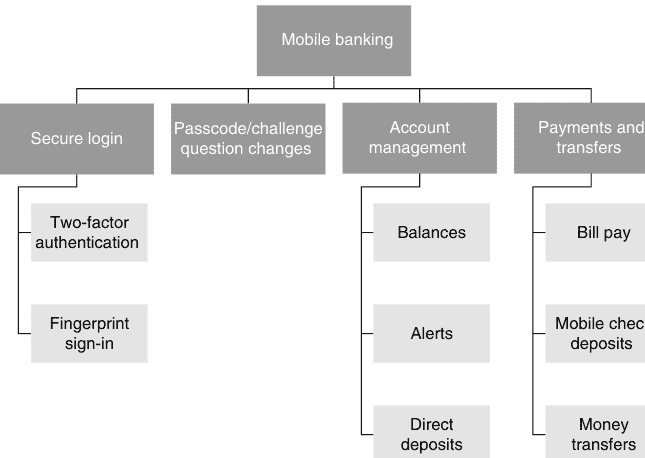 Mobile banking
Secure login
Passcode/challenge
question changes
Account
management
Payments and
transfers
Two-factor
authentication
Fingerprint
sign-in
Balances
Alerts
Direct
deposits
Bill pay
Mobile chec
deposits
Money
transfers